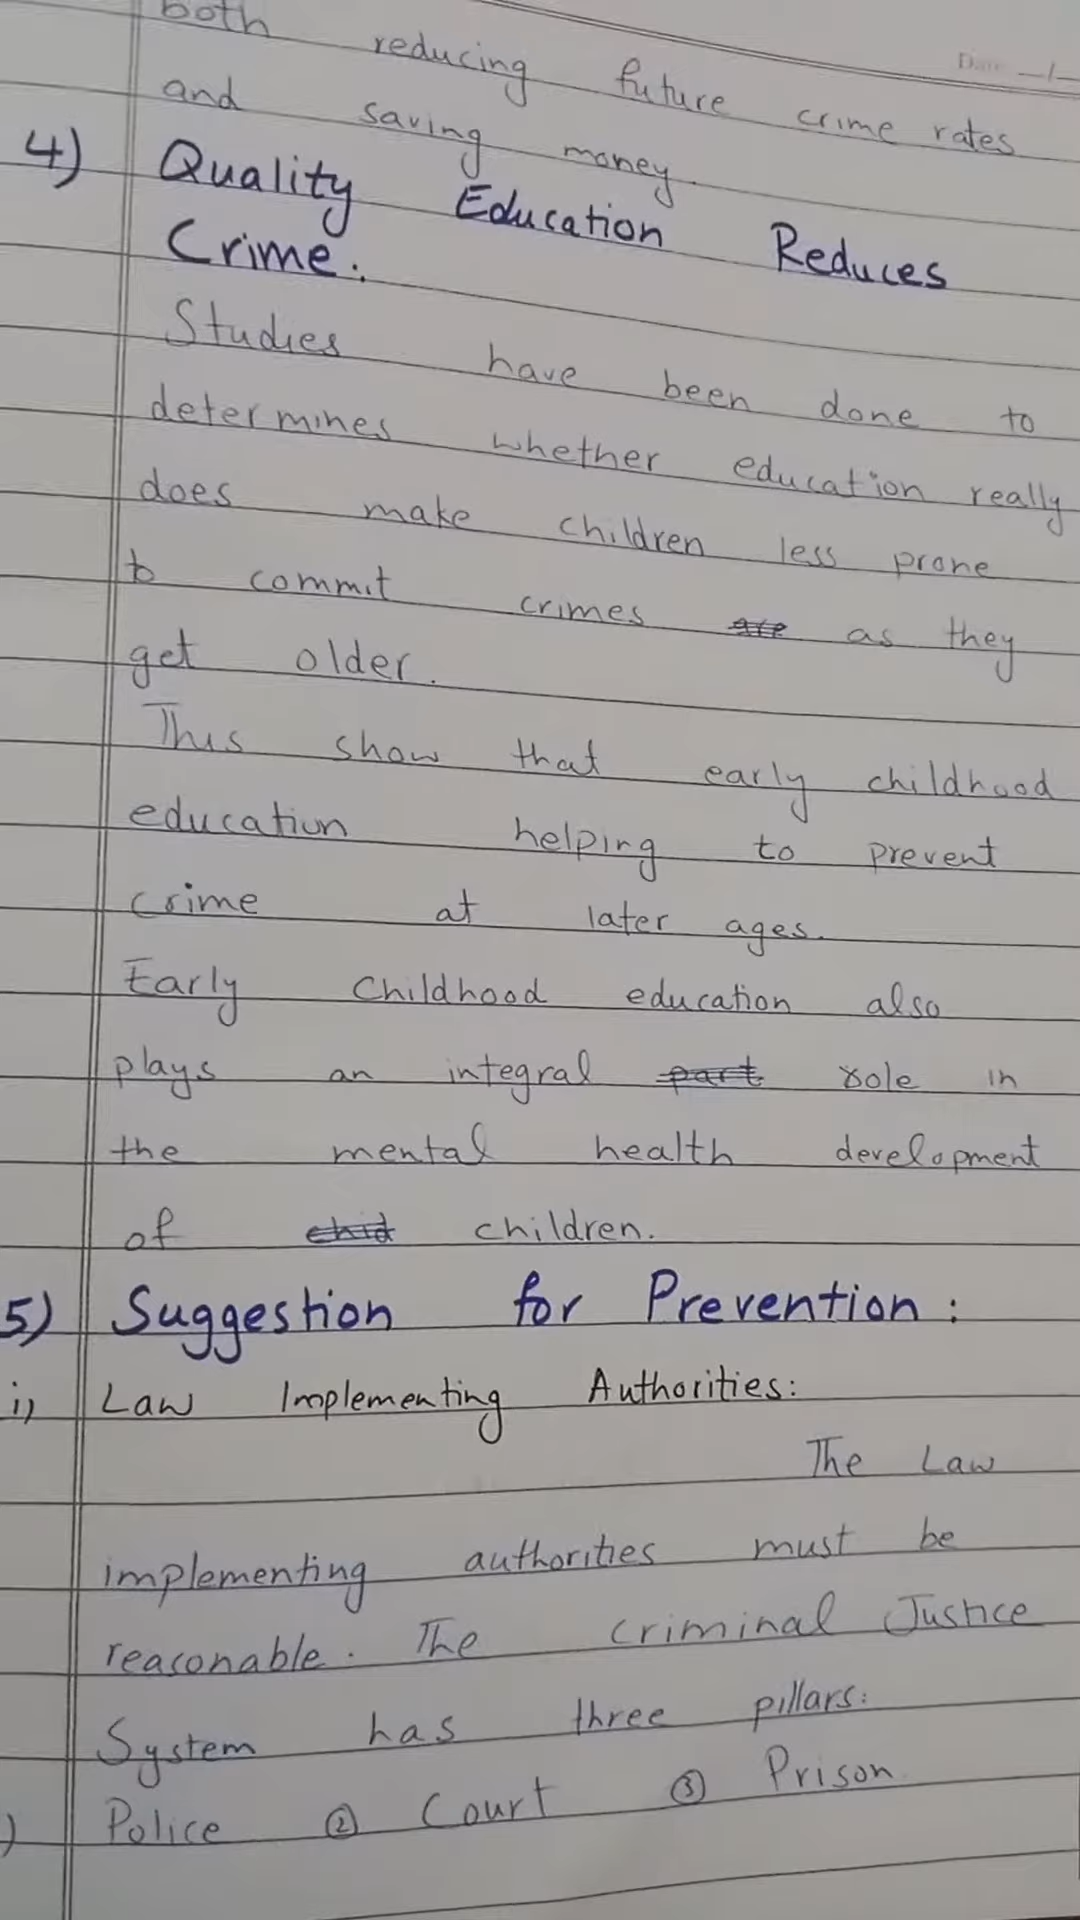 both reducing future crime rates
and saving money.
4) Quality Education Reduces
Crime:
Studies have been done to
determines whether education really
does make children less prone
to commit crimes are as they
get older.
This show that early childhood
education helping to prevent
crime at later ages.
Early Childhood education also
plays an integral part role in
the mental health development
of chid children.
5) Suggestion for Prevention:
i) Law Implementing Authorities:
The Law
implementing authorities must be
reasonable. The criminal Justice
System has three pillars:
) Police ② Court ③ Prison
Date __/__